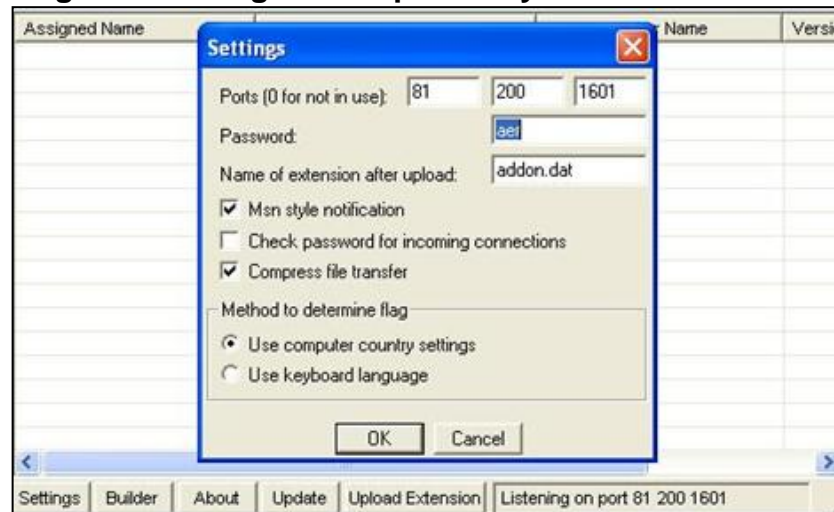 Assigned Name Name
Settings
Ports (0 for not in use): 81 200 1601
Password:
Name of extension after upload: addon.dat
Msn style notification
Check password for incoming connections
Compress file transfer
Method to determine flag
Use computer country settings
Use keyboard language
OK Cancel
Settings Builder About Update Upload Extension Listening on port 81 200 1601